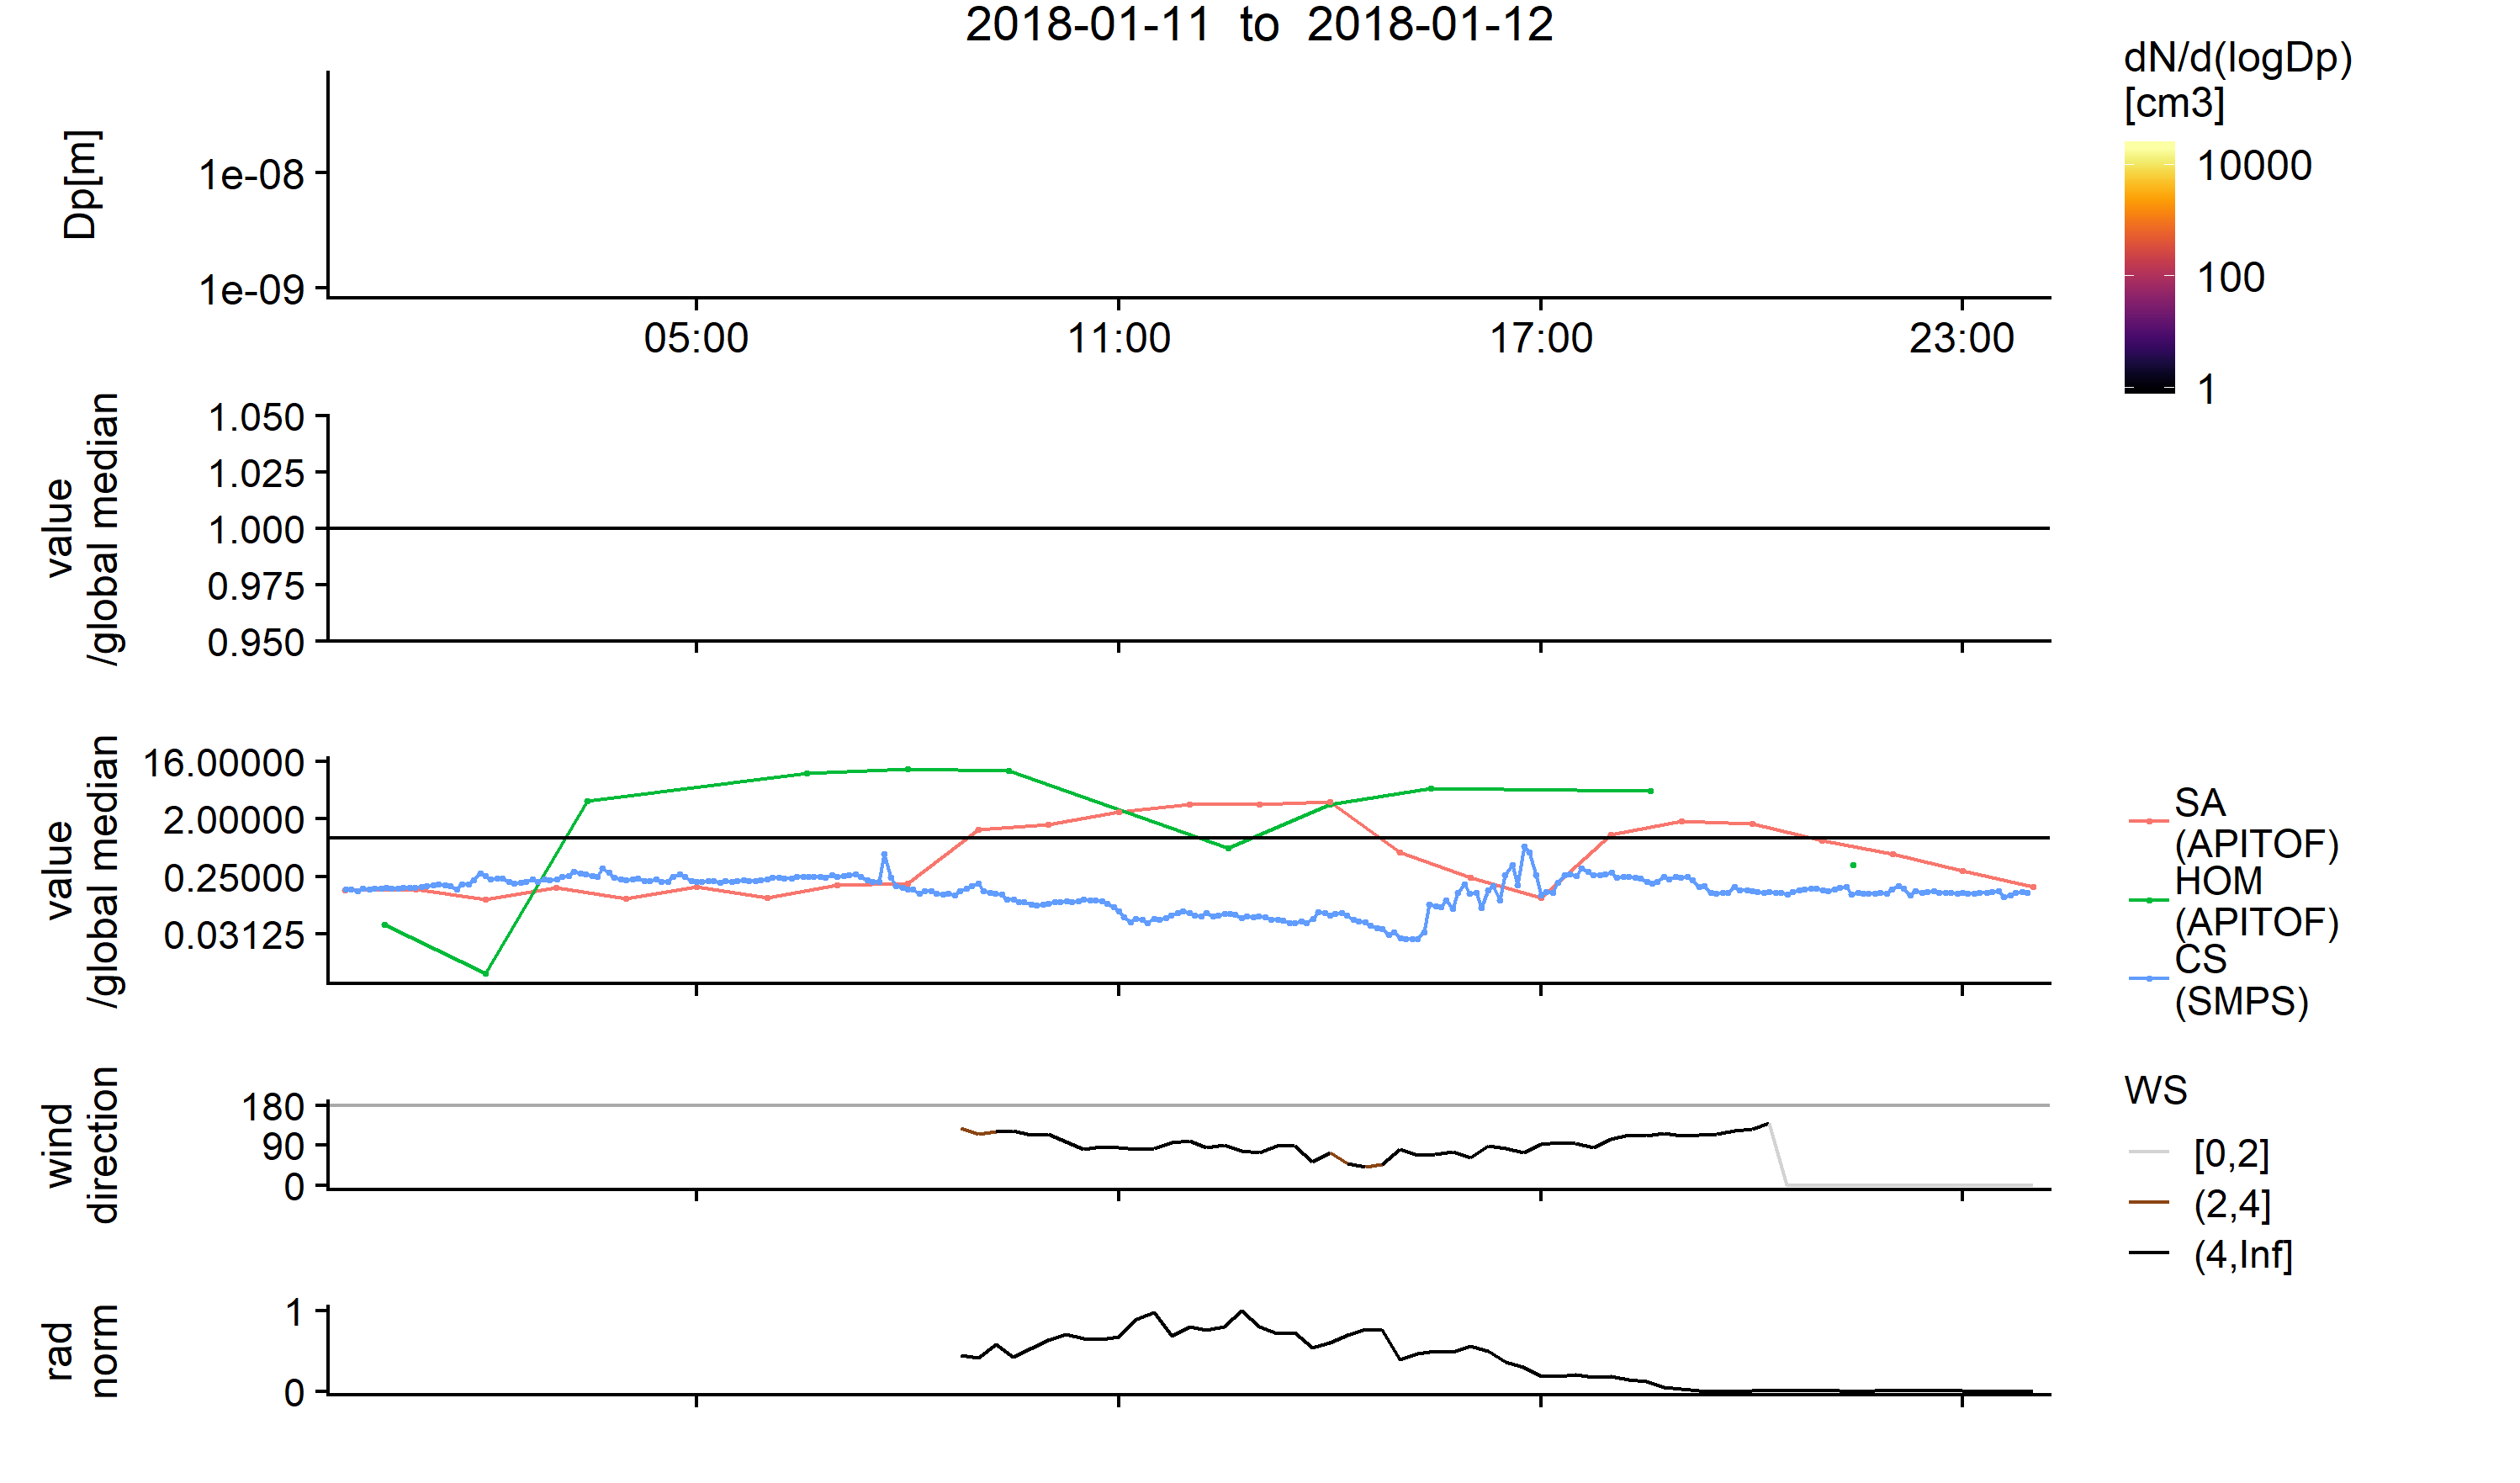 2018-01-11 to 2018-01-12
Dp[m]
1e-08
1e-09
05:00
11:00
17:00
23:00
dN/d(logDp)
[cm3]
10000
100
1
value
/global median
1.050
1.025
1.000
0.975
0.950
value
/global median
16.00000
2.00000
0.25000
0.03125
SA
(APITOF)
HOM
(APITOF)
CS
(SMPS)
wind
direction
180
90
0
WS
[0,2]
(2,4]
(4,Inf]
rad
norm
1
0